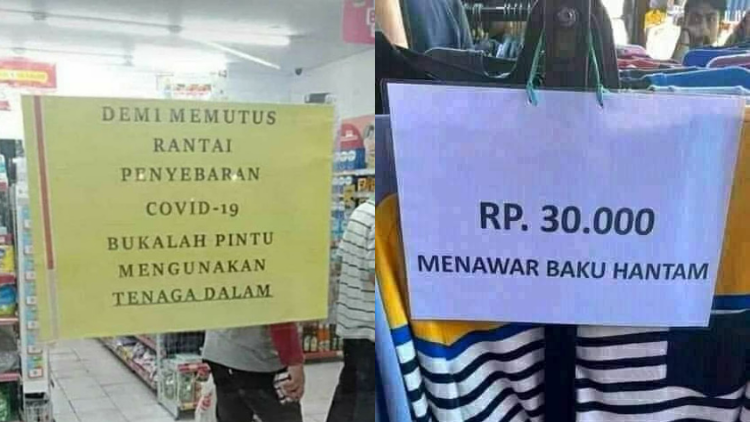 DEMI MEMUTUS
RANTAI
PENYEBARAN
COVID-19
BUKALAH PINTU
MENGUNAKAN
TENAGA DALAM
RP. 30.000
MENAWAR BAKU HANTAM